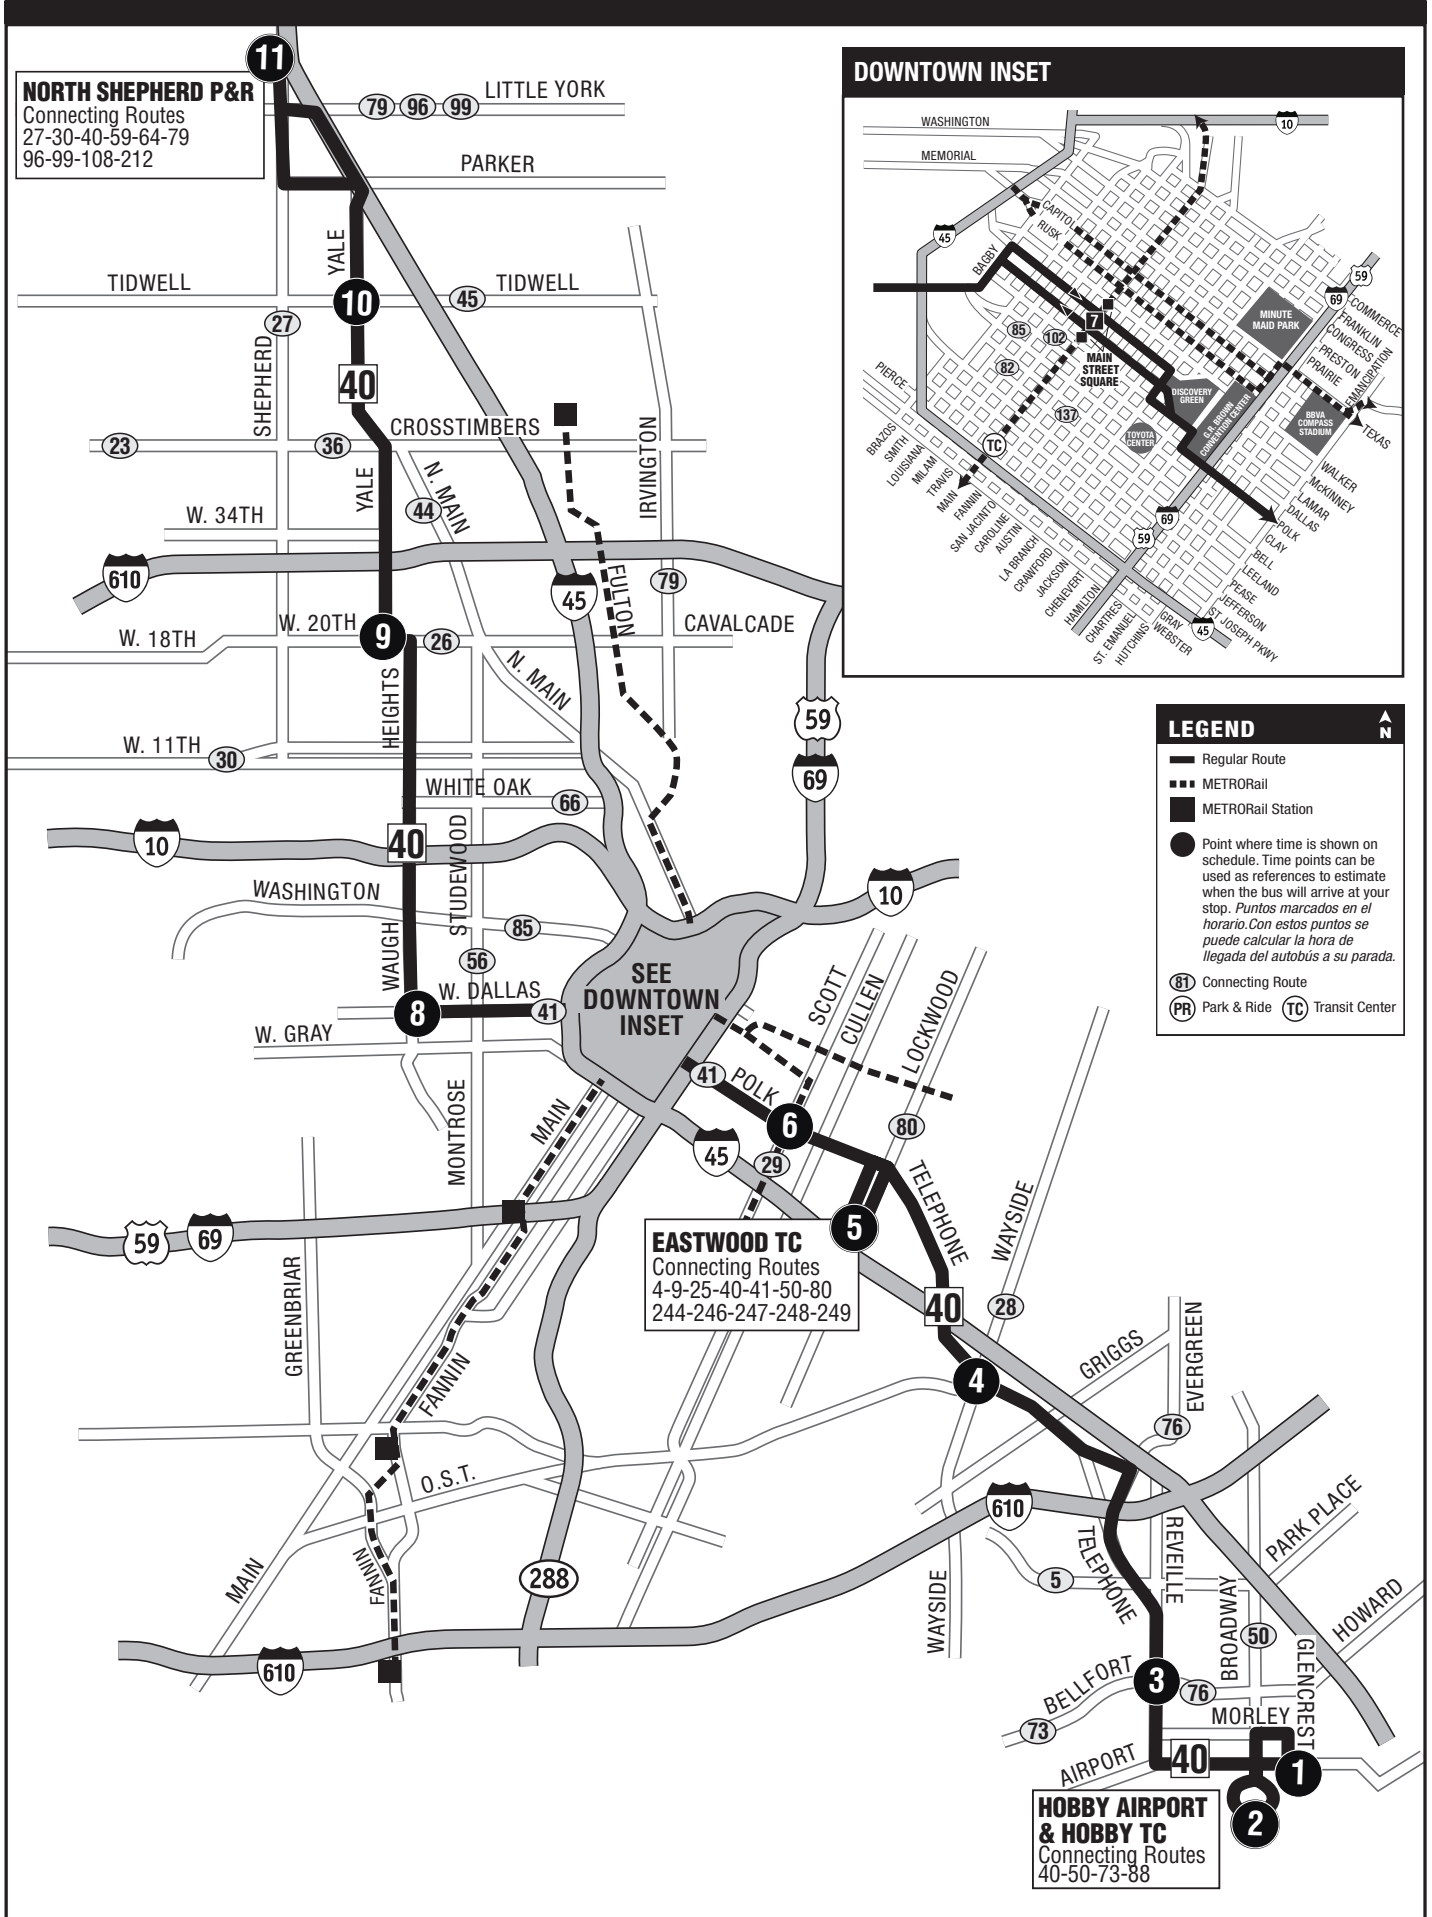 11
NORTH SHEPHERD P&R
Connecting Routes
27-30-40-59-64-79
96-99-108-212
79 96 99
LITTLE YORK
PARKER
YALE
TIDWELL
10
45
TIDWELL
27
SHEPHERD
40
23
36
CROSSTIMBERS
YALE
N. MAIN
44
IRVINGTON
W. 34TH
610
45
FULTON
79
W. 18TH
W. 20TH
9
26
CAVALCADE
HEIGHTS
N. MAIN
59
69
W. 11TH
30
WHITE OAK
66
10
40
STUDEWOOD
WASHINGTON
85
10
WAUGH
56
8
W. DALLAS
41
W. GRAY
SEE
DOWNTOWN
INSET
SCOTT
CULLEN
LOCKWOOD
41
POLK
6
80
MONTROSE
MAIN
45
29
TELEPHONE
WAYSIDE
5
59
69
EASTWOOD TC
Connecting Routes
4-9-25-40-41-50-80
244-246-247-248-249
GREENBRIAR
40
28
EVERGREEN
GRIGGS
FANNIN
4
76
O.S.T.
610
PARK PLACE
MAIN
FANNIN
288
TELEPHONE
REVEILLE
5
WAYSIDE
BROADWAY
HOWARD
50
GLENCREST
610
BELLFORT
3
76
73
MORLEY
AIRPORT
40
1
2
HOBBY AIRPORT
& HOBBY TC
Connecting Routes
40-50-73-88
DOWNTOWN INSET
WASHINGTON
10
MEMORIAL
CAPITOL
RUSK
45
BAGBY
59
69
COMMERCE
FRANKLIN
CONGRESS
PRESTON
PRAIRIE
EMANCIPATION
TEXAS
MINUTE
MAID PARK
7
85
102
82
MAIN
STREET
SQUARE
137
DISCOVERY
GREEN
G.R. BROWN
CONVENTION CENTER
BBVA
COMPASS
STADIUM
TOYOTA
CENTER
TC
PIERCE
BRAZOS
SMITH
LOUISIANA
MILAM
TRAVIS
MAIN
FANNIN
SAN JACINTO
CAROLINE
AUSTIN
LA BRANCH
CRAWFORD
JACKSON
CHENEVERT
HAMILTON
CHARTRES
ST. EMANUEL
HUTCHINS
69
59
WALKER
McKINNEY
LAMAR
DALLAS
POLK
CLAY
BELL
LEELAND
PEASE
JEFFERSON
ST JOSEPH PKWY
GRAY
WEBSTER
45
LEGEND
N
Regular Route
METRORail
METRORail Station
Point where time is shown on
schedule. Time points can be
used as references to estimate
when the bus will arrive at your
stop. Puntos marcados en el
horario.Con estos puntos se
puede calcular la hora de
llegada del autobús a su parada.
81 Connecting Route
PR Park & Ride TC Transit Center